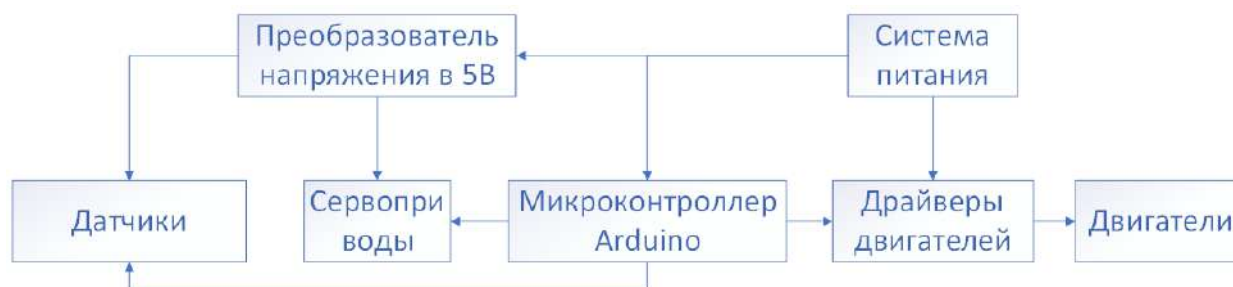 Преобразователь
напряжения в 5В
Система
питания
Датчики
Сервопри
воды
Микроконтроллер
Arduino
Драйверы
двигателей
Двигатели